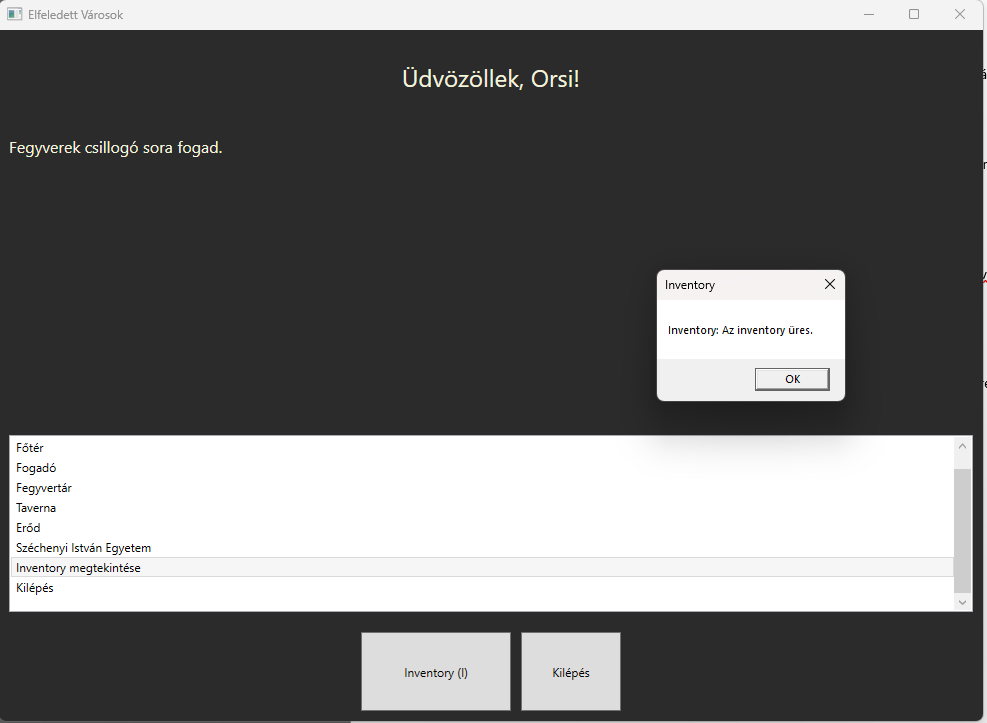 Elfeledett Városok
Üdvözöllek, Orsi!
Fegyverek csillogó sora fogad.
Inventory
Inventory: Az inventory üres.
OK
Főtér
Fogadó
Fegyvertár
Taverna
Erőd
Széchenyi István Egyetem
Inventory megtekintése
Kilépés
Inventory (I)
Kilépés